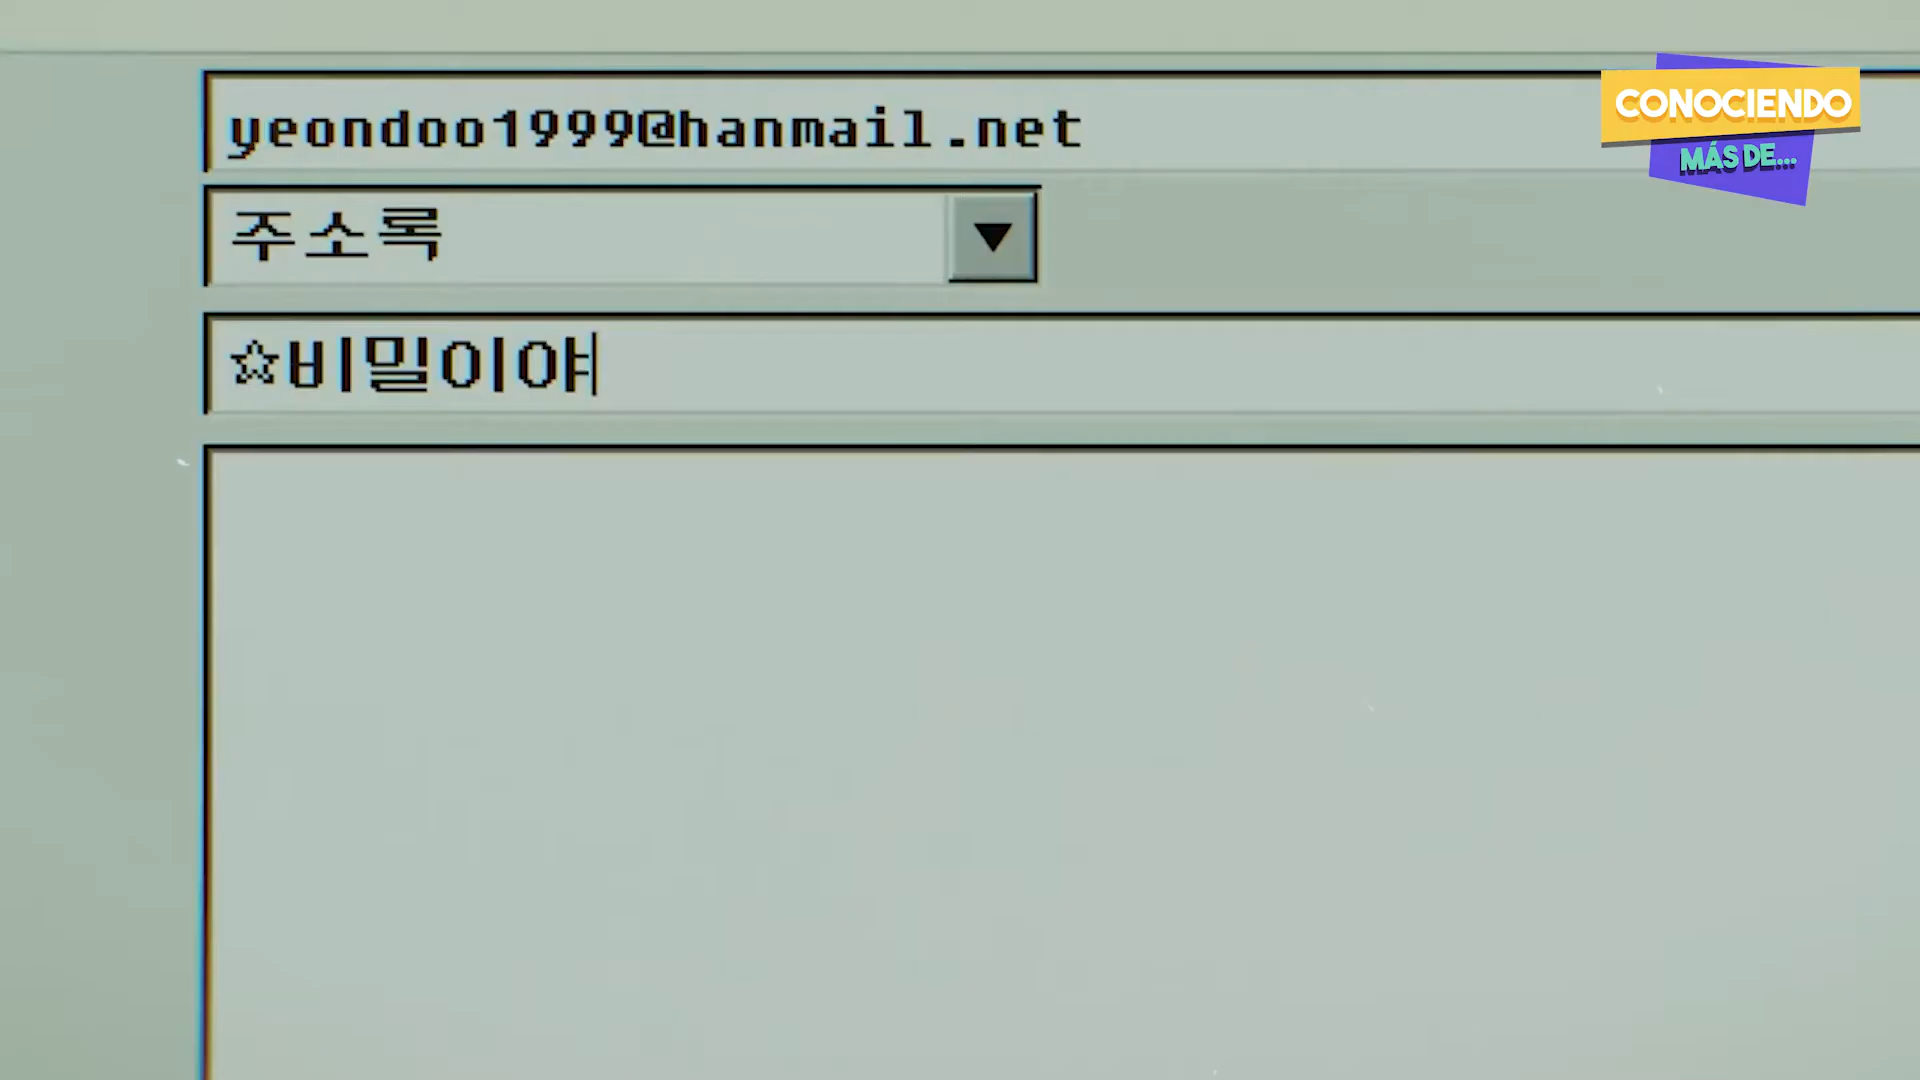 yeondoo1999@hanmail.net
주소록
☆비밀이야
CONOCIENDO
MÁS DE...